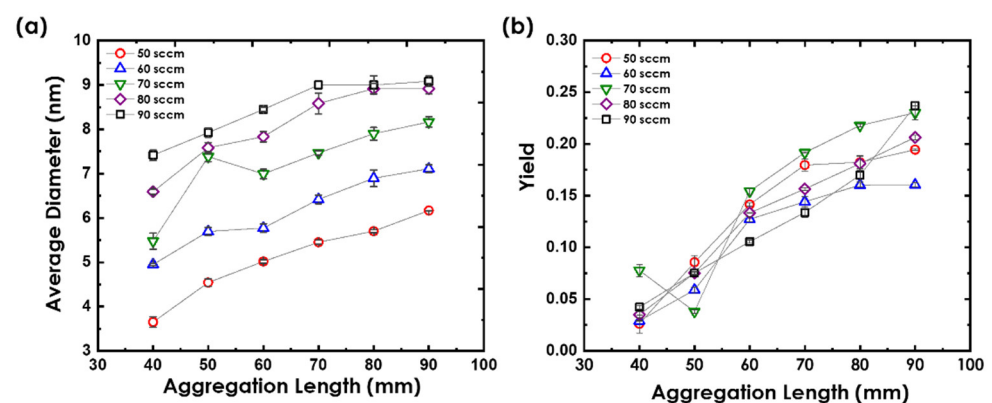 (a)
10
9
8
7
6
5
4
3
Average Diameter (nm)
50 sccm
60 sccm
70 sccm
80 sccm
90 sccm
30 40 50 60 70 80 90 100
Aggregation Length (mm)
(b)
0.30
0.25
0.20
0.15
0.10
0.05
0.00
Yield
50 sccm
60 sccm
70 sccm
80 sccm
90 sccm
30 40 50 60 70 80 90 100
Aggregation Length (mm)